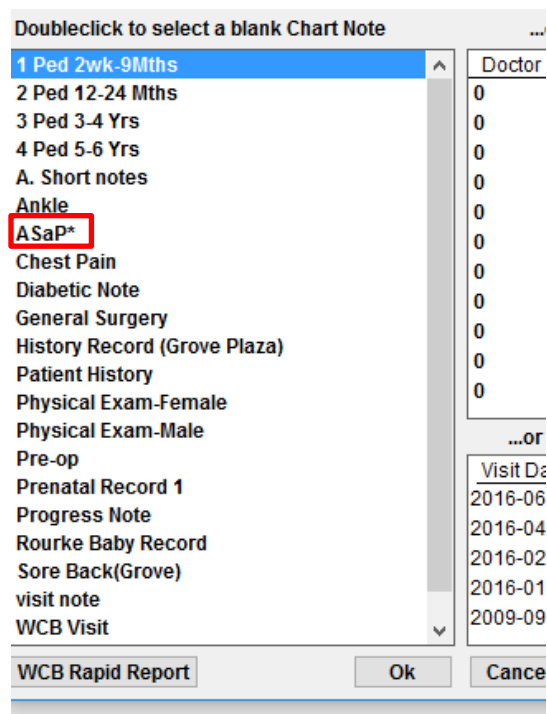 Doubleclick to select a blank Chart Note
1 Ped 2wk-9Mths
2 Ped 12-24 Mths
3 Ped 3-4 Yrs
4 Ped 5-6 Yrs
A. Short notes
Ankle
ASaP*
Chest Pain
Diabetic Note
General Surgery
History Record (Grove Plaza)
Patient History
Physical Exam-Female
Physical Exam-Male
Pre-op
Prenatal Record 1
Progress Note
Rourke Baby Record
Sore Back(Grove)
visit note
WCB Visit
WCB Rapid Report
Ok
...
Doctor
0
0
0
0
0
0
0
0
0
0
0
...or
Visit Da
2016-06
2016-04
2016-02
2016-01
2009-09
Cance